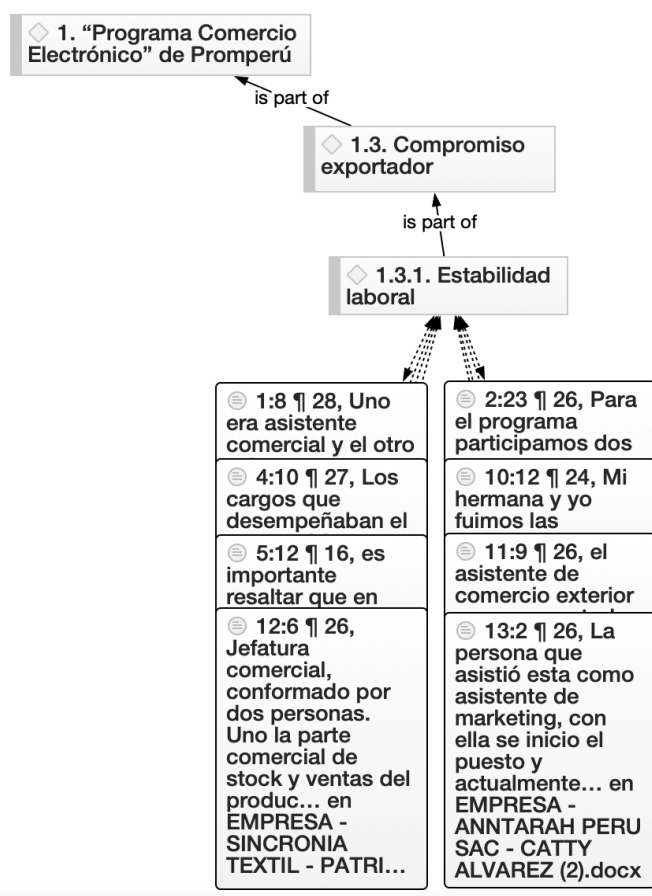 1. “Programa Comercio
Electrónico” de Promperú
is part of
1.3. Compromiso
exportador
is part of
1.3.1. Estabilidad
laboral
1:8 ¶ 28, Uno
era asistente
comercial y el otro
4:10 ¶ 27, Los
cargos que
desempeñaban el
5:12 ¶ 16, es
importante
resaltar que en
12:6 ¶ 26,
Jefatura
comercial,
conformado por
dos personas.
Uno la parte
comercial de
stock y ventas del
produc... en
EMPRESA -
SINCRONIA
TEXTIL - PATRI...
2:23 ¶ 26, Para
el programa
participamos dos
10:12 ¶ 24, Mi
hermana y yo
fuimos las
11:9 ¶ 26, el
asistente de
comercio exterior
13:2 ¶ 26, La
persona que
asistió esta como
asistente de
marketing, con
ella se inicio el
puesto y
actualmente... en
EMPRESA -
ANNTARAH PERU
SAC - CATTY
ALVAREZ (2).docx